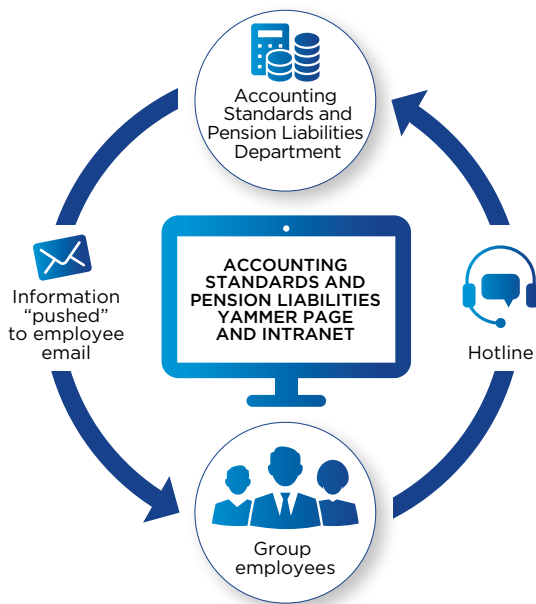 Accounting
Standards and
Pension Liabilities
Department
ACCOUNTING
STANDARDS AND
PENSION LIABILITIES
YAMMER PAGE
AND INTRANET
Information
“pushed”
to employee
email
Hotline
Group
employees